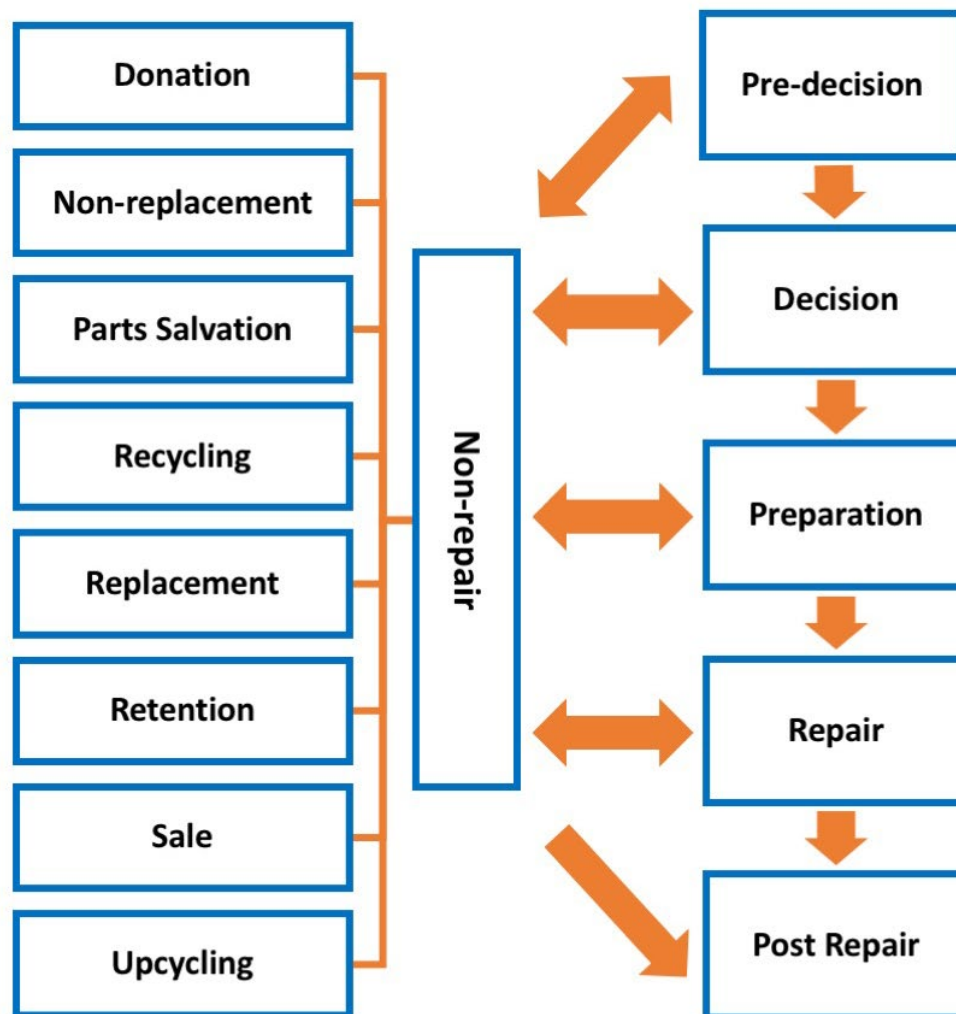 Donation
Non-replacement
Parts Salvation
Recycling
Replacement
Retention
Sale
Upcycling
Non-repair
Pre-decision
Decision
Preparation
Repair
Post Repair